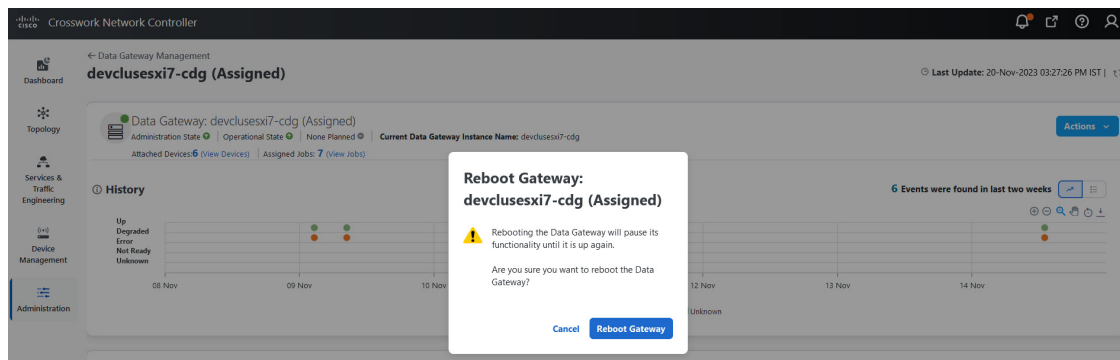 cisco Crosswork Network Controller
← Data Gateway Management
devclusesxi7-cdg (Assigned)
Last Update: 20-Nov-2023 03:27:26 PM IST |
Dashboard
Topology
Services &
Traffic
Engineering
Device
Management
Administration
Data Gateway: devclusesxi7-cdg (Assigned)
Administration State | Operational State | None Planned | Current Data Gateway Instance Name: devclusesxi7-cdg
Attached Devices:6 (View Devices) | Assigned Jobs: 7 (View Jobs)
Actions
History
6 Events were found in last two weeks
Up
Degraded
Error
Not Ready
Unknown
08 Nov 09 Nov 10 Nov 12 Nov 13 Nov 14 Nov
Unknown
Reboot Gateway:
devclusesxi7-cdg (Assigned)
Rebooting the Data Gateway will pause its
functionality until it is up again.
Are you sure you want to reboot the Data
Gateway?
Cancel Reboot Gateway